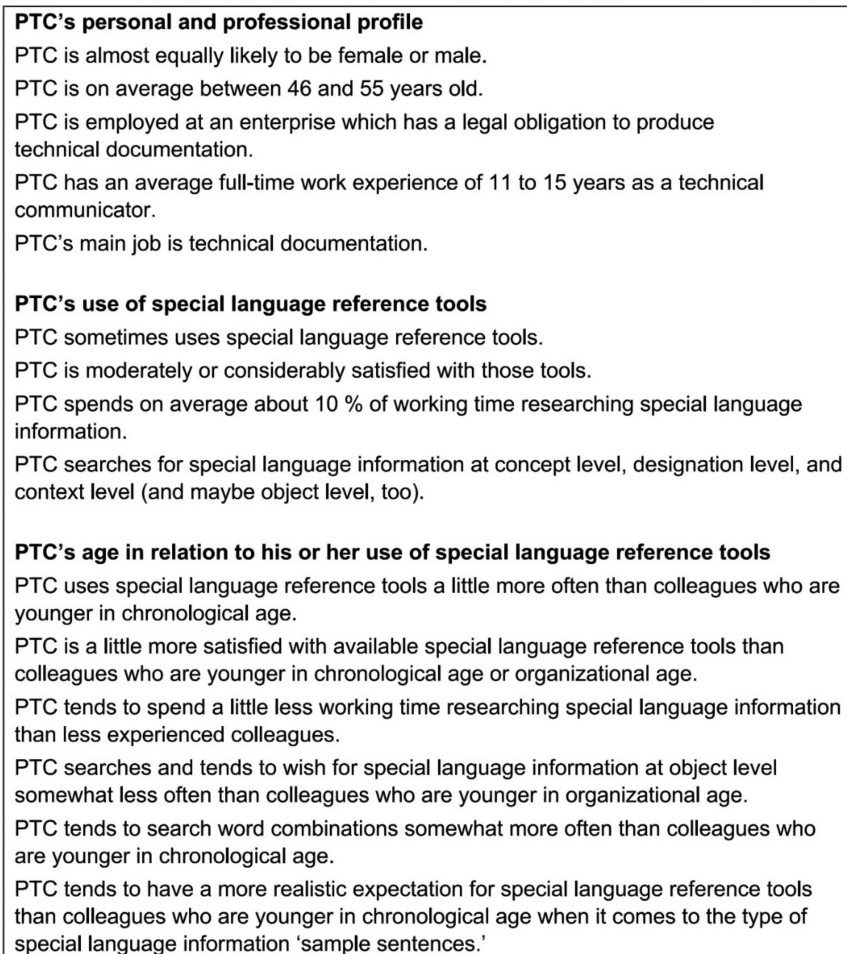 PTC’s personal and professional profile
PTC is almost equally likely to be female or male.
PTC is on average between 46 and 55 years old.
PTC is employed at an enterprise which has a legal obligation to produce
technical documentation.
PTC has an average full-time work experience of 11 to 15 years as a technical
communicator.
PTC’s main job is technical documentation.
PTC’s use of special language reference tools
PTC sometimes uses special language reference tools.
PTC is moderately or considerably satisfied with those tools.
PTC spends on average about 10 % of working time researching special language
information.
PTC searches for special language information at concept level, designation level, and
context level (and maybe object level, too).
PTC’s age in relation to his or her use of special language reference tools
PTC uses special language reference tools a little more often than colleagues who are
younger in chronological age.
PTC is a little more satisfied with available special language reference tools than
colleagues who are younger in chronological age or organizational age.
PTC tends to spend a little less working time researching special language information
than less experienced colleagues.
PTC searches and tends to wish for special language information at object level
somewhat less often than colleagues who are younger in organizational age.
PTC tends to search word combinations somewhat more often than colleagues who
are younger in chronological age.
PTC tends to have a more realistic expectation for special language reference tools
than colleagues who are younger in chronological age when it comes to the type of
special language information ‘sample sentences.’